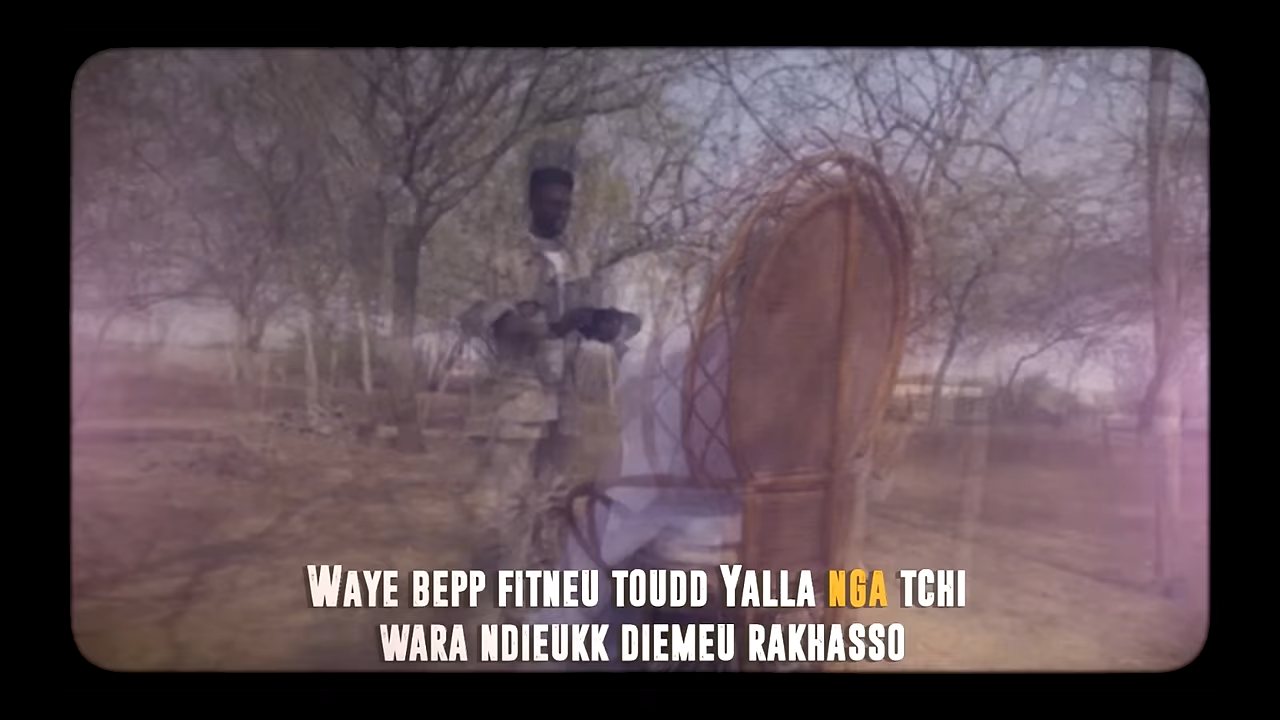 Waye bepp fitneu toudd Yalla nga tchi
wara ndieukk diemeu rakhasso